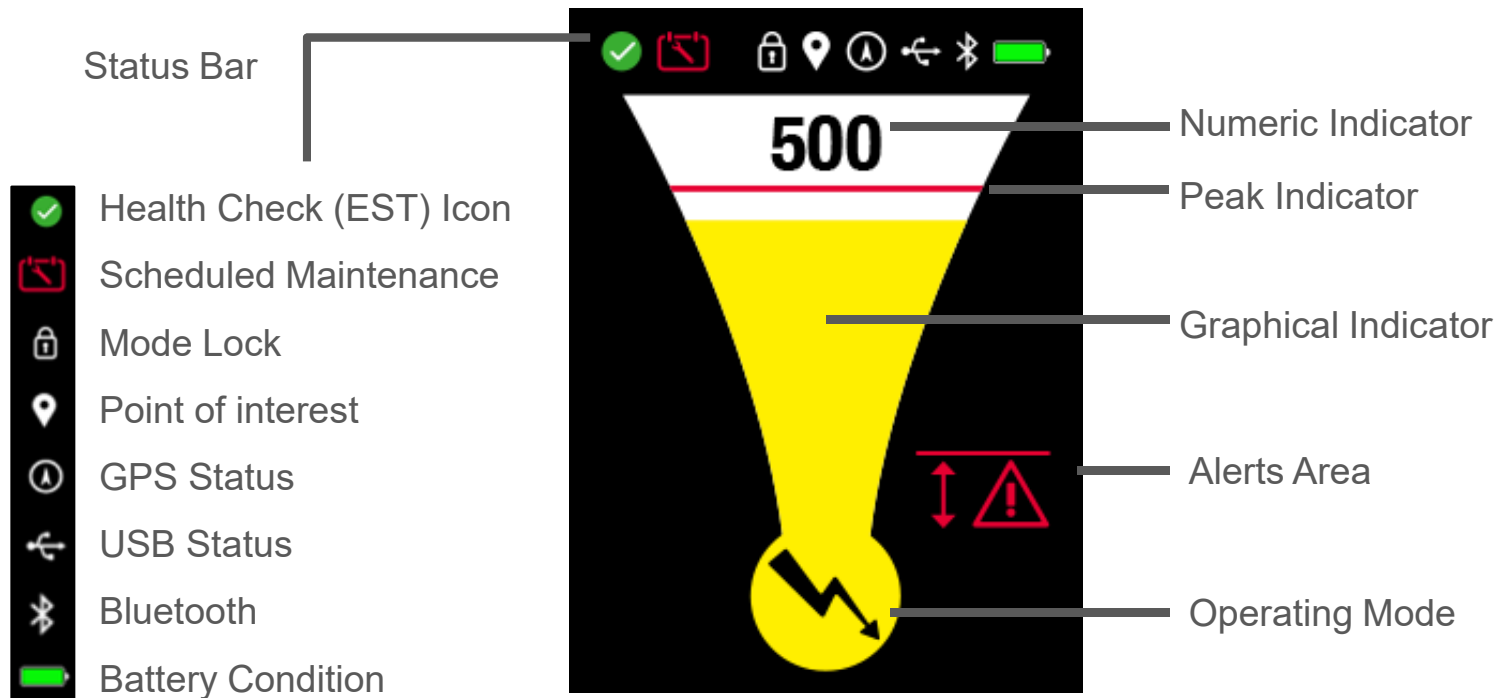 Status Bar
Health Check (EST) Icon
Scheduled Maintenance
Mode Lock
Point of interest
GPS Status
USB Status
Bluetooth
Battery Condition
500
Numeric Indicator
Peak Indicator
Graphical Indicator
Alerts Area
Operating Mode